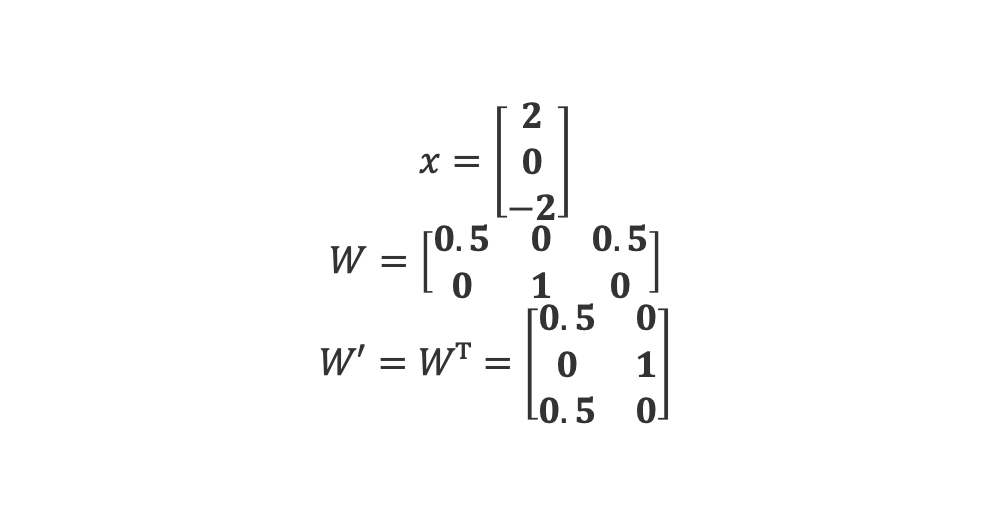 x = [2 0 −2]
W = [0.5 0 0.5 0 1 0]
W′ = Wᵀ = [0.5 0 0 1 0.5 0]